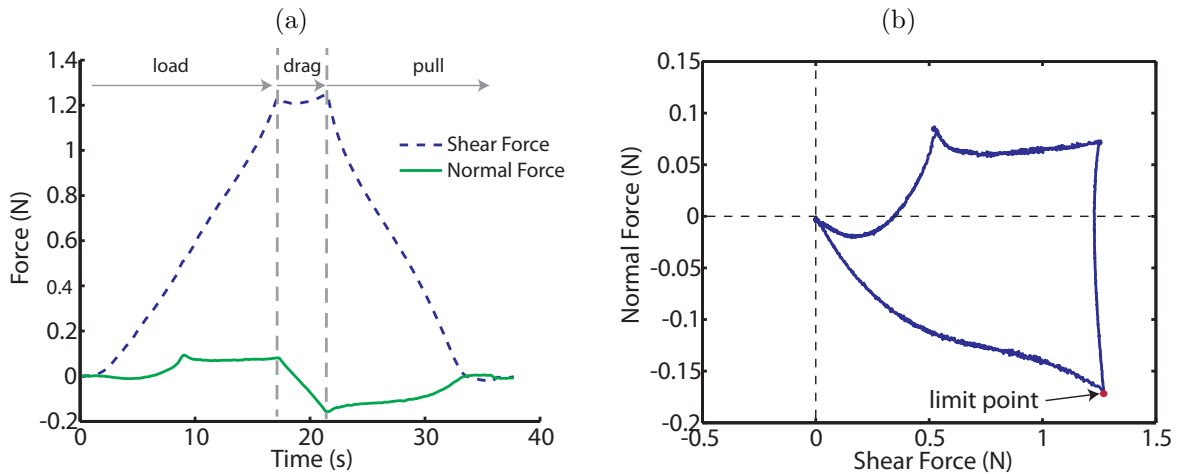 (a)
1.4
1.2
1
0.8
0.6
0.4
0.2
0
-0.2
Force (N)
load
drag
pull
Shear Force
Normal Force
0
10
20
30
40
Time (s)
(b)
0.15
0.1
0.05
0
-0.05
-0.1
-0.15
-0.2
Normal Force (N)
limit point
-0.5
0
0.5
1
1.5
Shear Force (N)